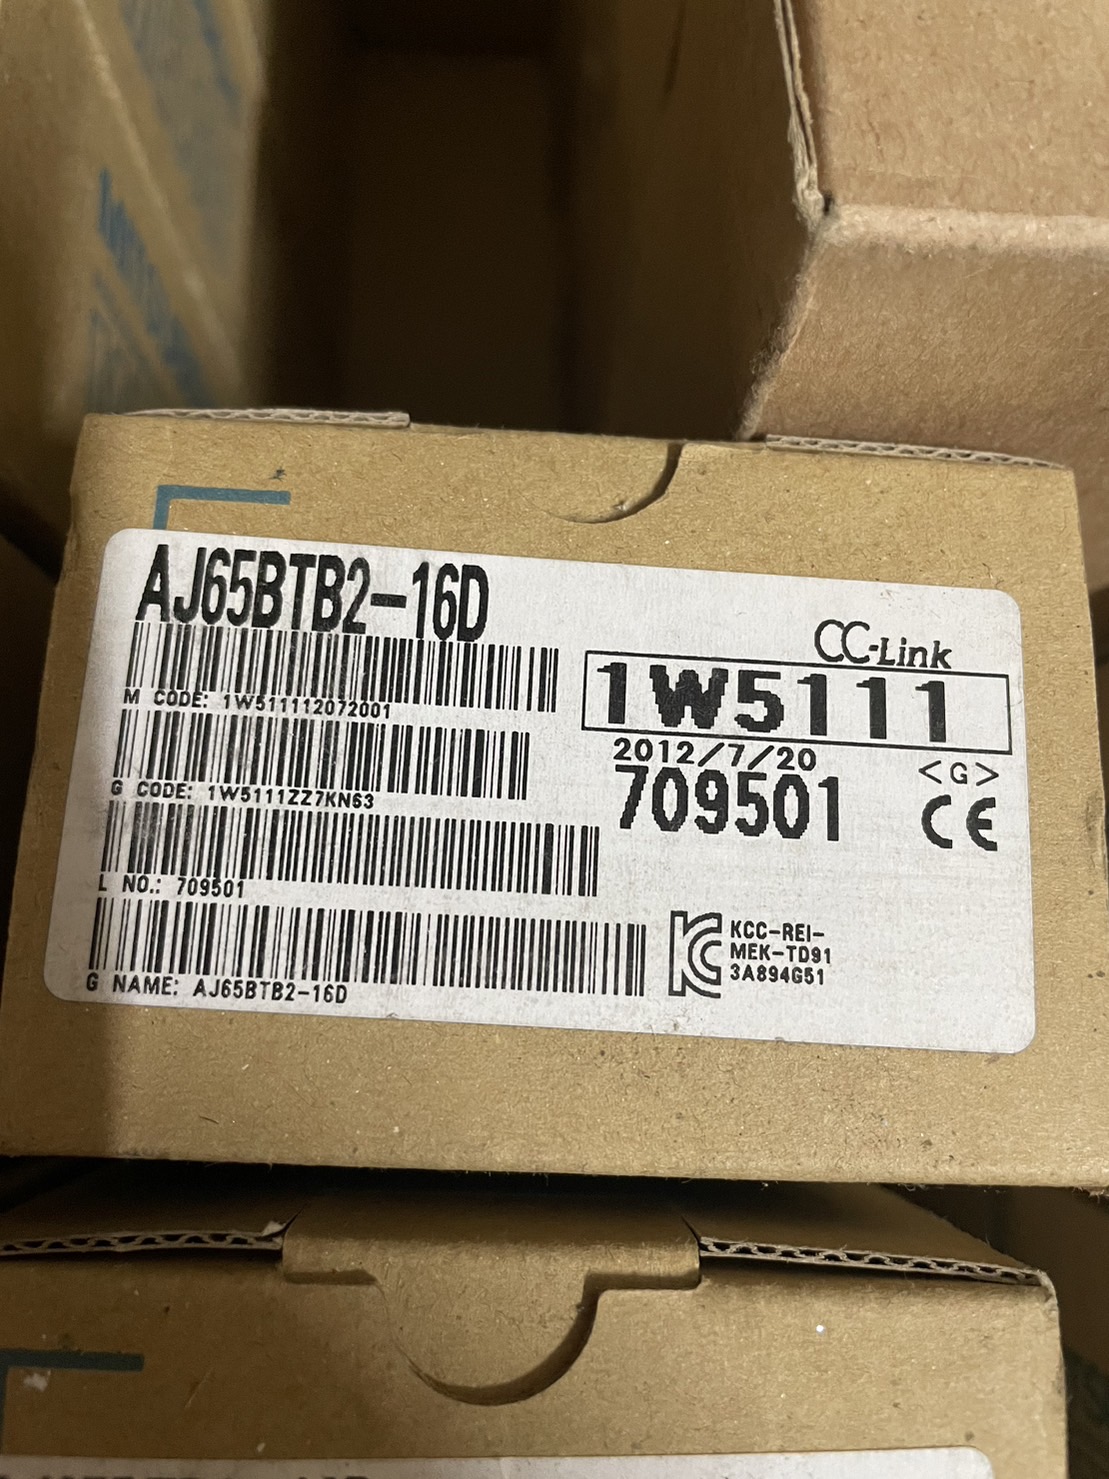 AJ65BTB2-16D
CC-Link
M CODE: 1W511112072001
1W5111
2012/7/20
<G>
G CODE: 1W5111ZZ7KN63
709501
CE
L NO.: 709501
KCC-REI-
MEK-TD91
3A894G51
G NAME: AJ65BTB2-16D